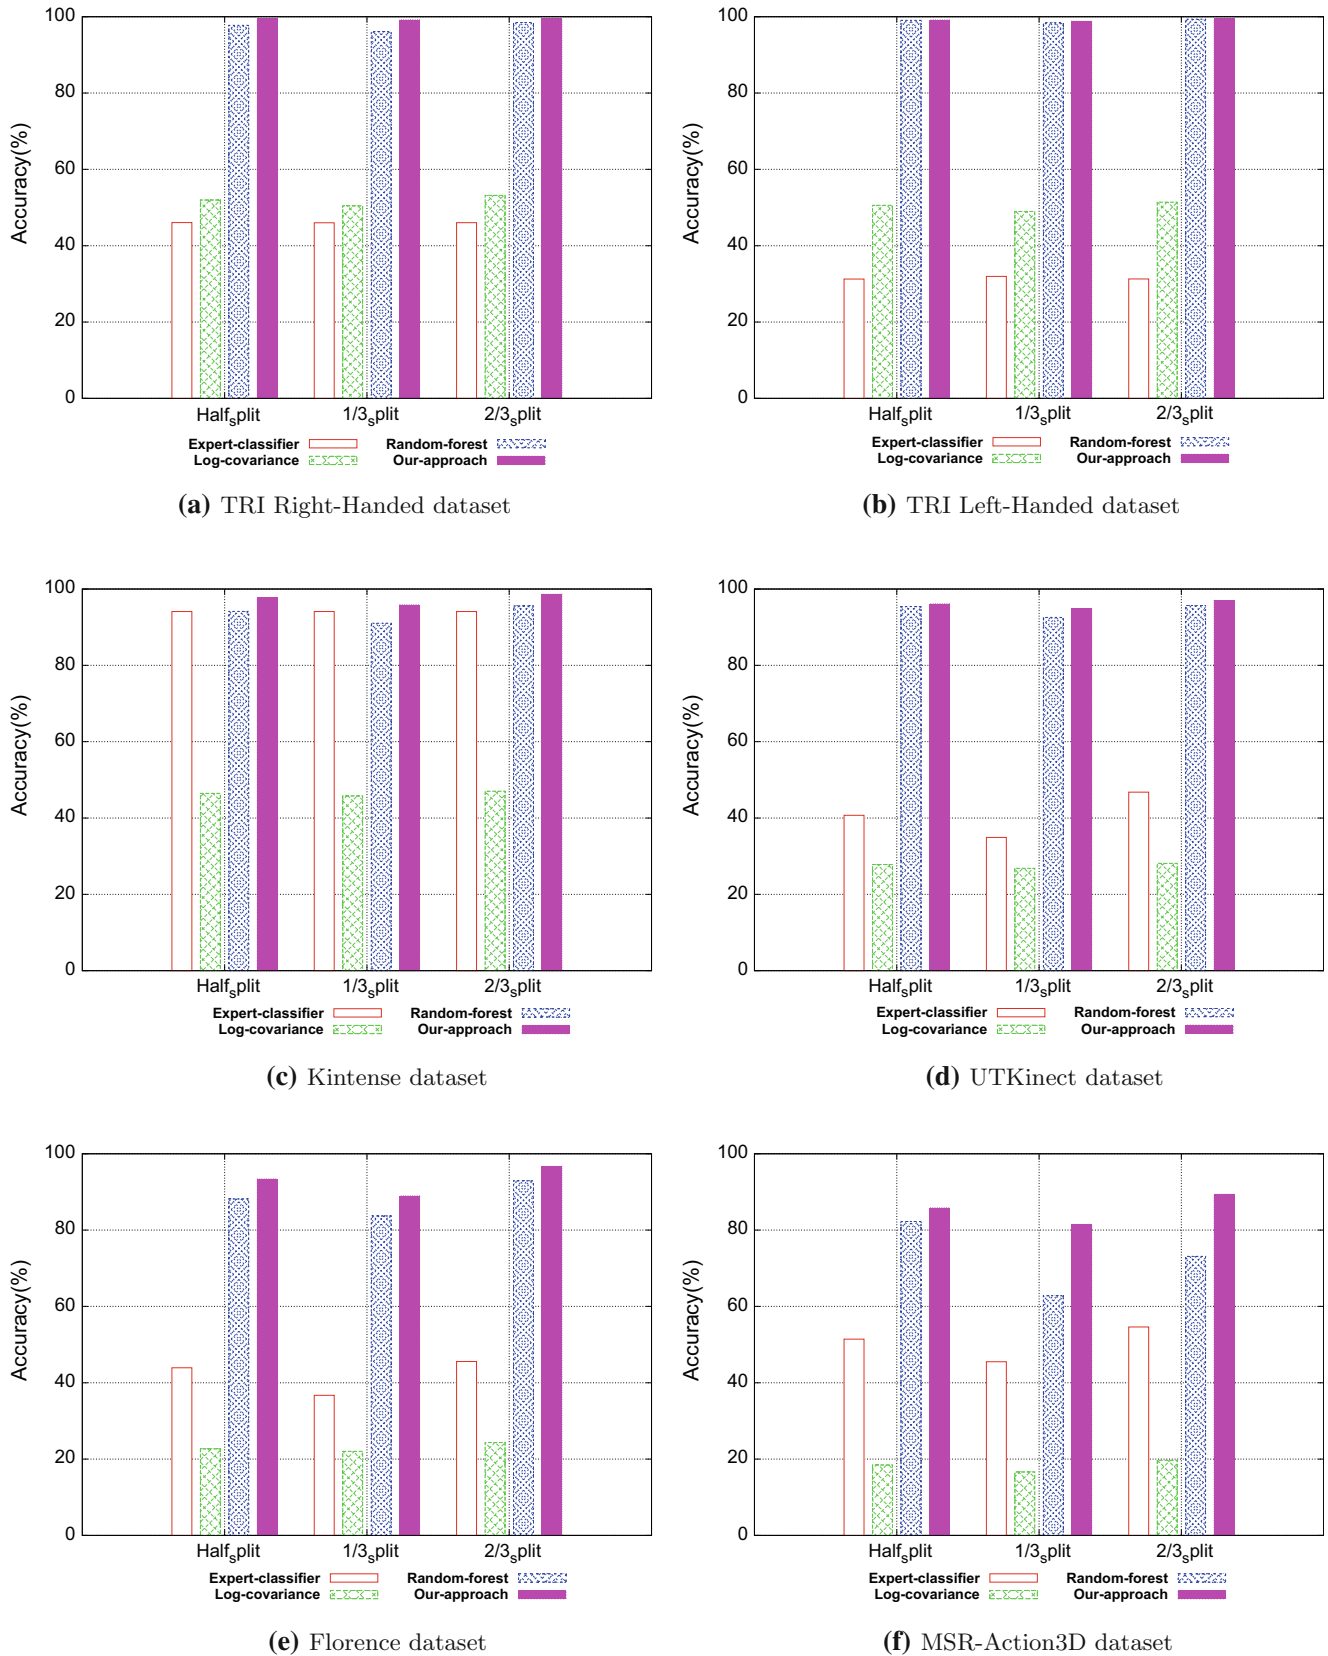 100
80
60
40
20
0
Accuracy(%)
Half_split 1/3_split 2/3_split
Expert-classifier Random-forest
Log-covariance Our-approach
(a) TRI Right-Handed dataset
100
80
60
40
20
0
Accuracy(%)
Half_split 1/3_split 2/3_split
Expert-classifier Random-forest
Log-covariance Our-approach
(b) TRI Left-Handed dataset
100
80
60
40
20
0
Accuracy(%)
Half_split 1/3_split 2/3_split
Expert-classifier Random-forest
Log-covariance Our-approach
(c) Kintense dataset
100
80
60
40
20
0
Accuracy(%)
Half_split 1/3_split 2/3_split
Expert-classifier Random-forest
Log-covariance Our-approach
(d) UTKinect dataset
100
80
60
40
20
0
Accuracy(%)
Half_split 1/3_split 2/3_split
Expert-classifier Random-forest
Log-covariance Our-approach
(e) Florence dataset
100
80
60
40
20
0
Accuracy(%)
Half_split 1/3_split 2/3_split
Expert-classifier Random-forest
Log-covariance Our-approach
(f) MSR-Action3D dataset